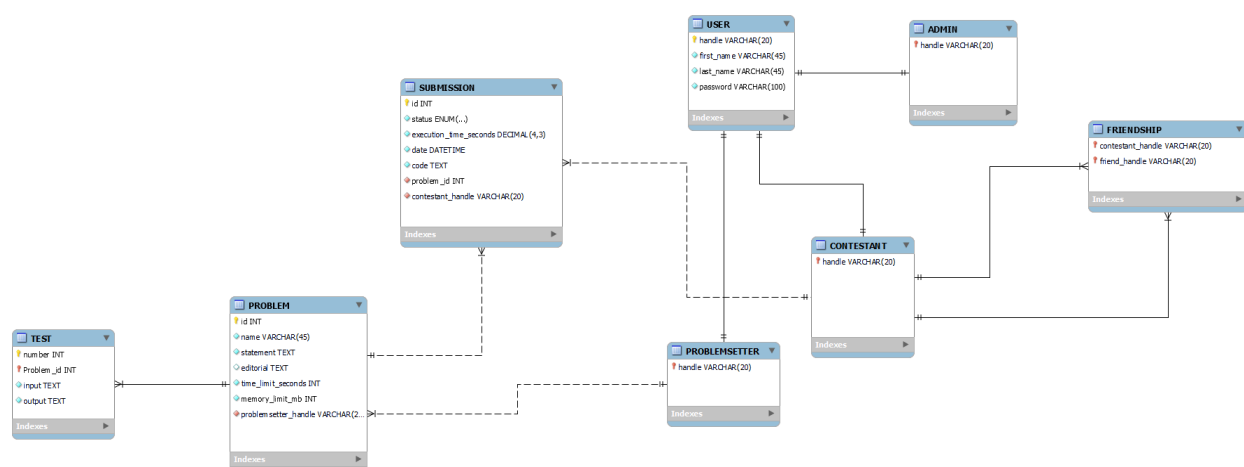 USER
handle VARCHAR(20)
first_name VARCHAR(45)
last_name VARCHAR(45)
password VARCHAR(100)
Indexes
ADMIN
handle VARCHAR(20)
Indexes
SUBMISSION
id INT
status ENUM(...)
execution_time_seconds DECIMAL(4,3)
date DATETIME
code TEXT
problem_id INT
contestant_handle VARCHAR(20)
Indexes
FRIENDSHIP
contestant_handle VARCHAR(20)
friend_handle VARCHAR(20)
Indexes
CONTESTANT
handle VARCHAR(20)
Indexes
PROBLEM
id INT
name VARCHAR(45)
statement TEXT
editorial TEXT
time_limit_seconds INT
memory_limit_mb INT
problemsetter_handle VARCHAR(2...
Indexes
TEST
number INT
Problem_id INT
input TEXT
output TEXT
Indexes
PROBLEMSETTER
handle VARCHAR(20)
Indexes